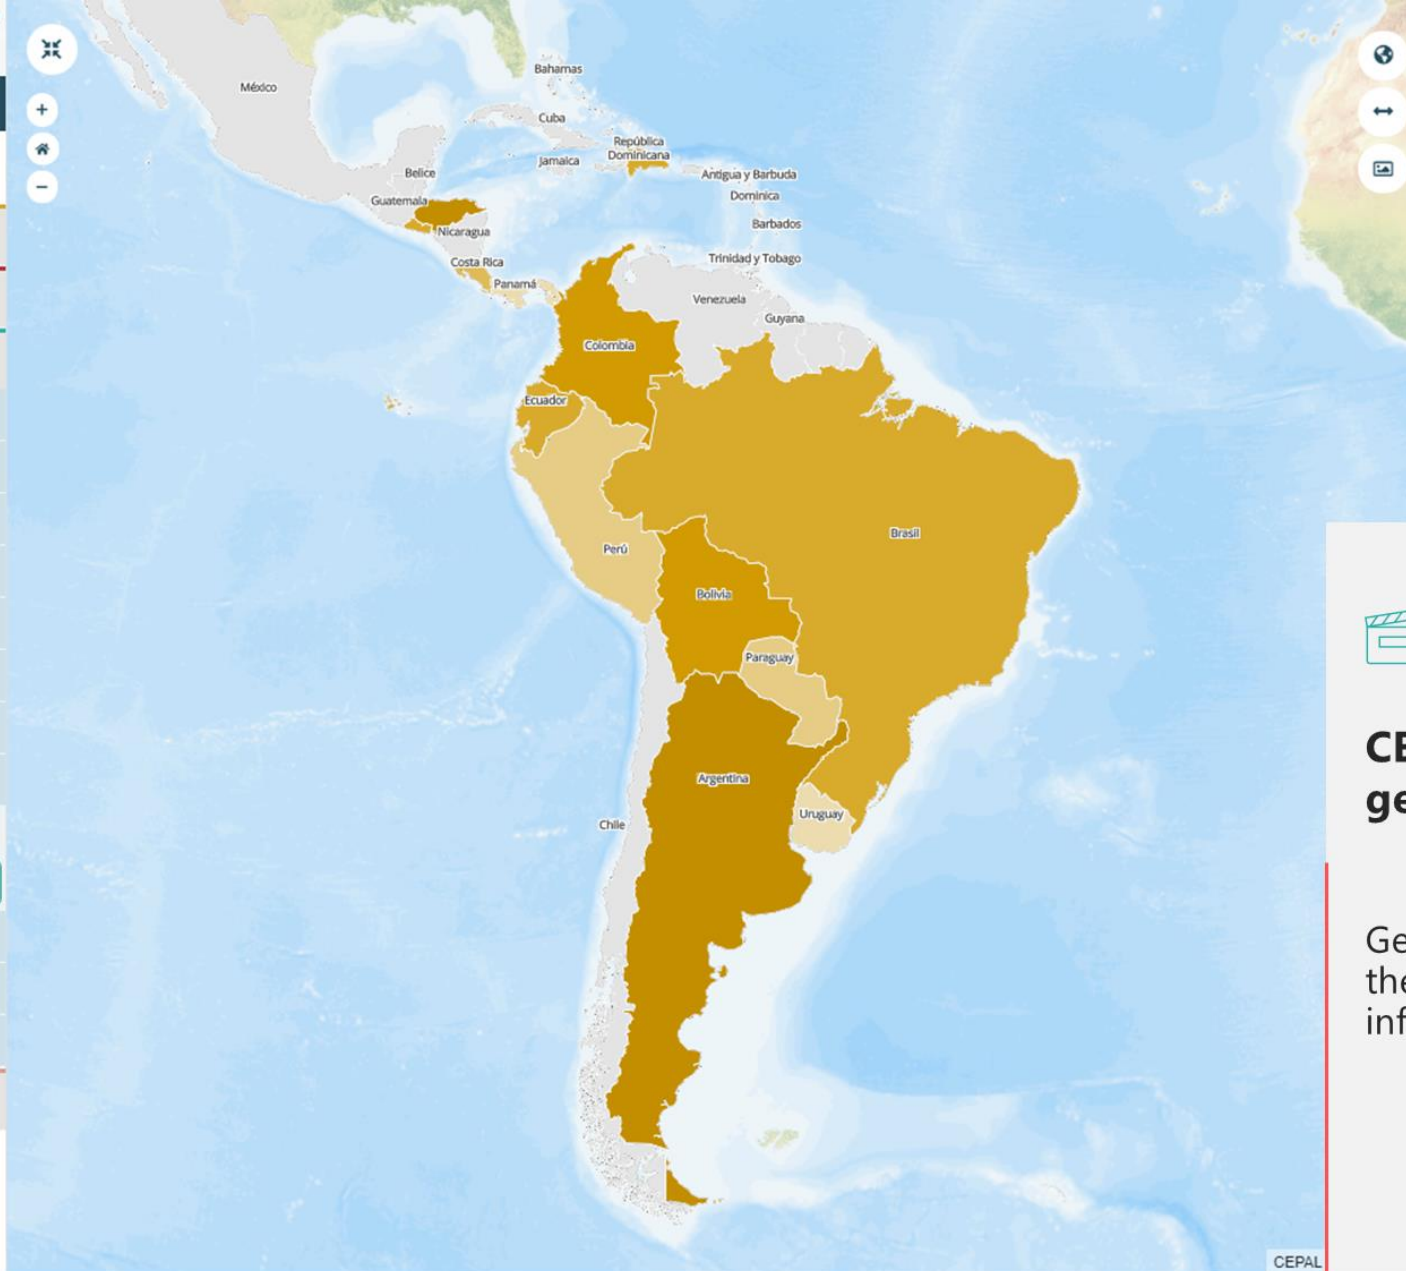 México
Bahamas
Cuba
República
Dominicana
Jamaica
Belice
Antigua y Barbuda
Dominica
Guatemala
Barbados
Nicaragua
Costa Rica
Trinidad y Tobago
Panamá
Venezuela
Guyana
Colombia
Ecuador
Brasil
Perú
Bolivia
Paraguay
Argentina
Uruguay
Chile
CEPAL
ge
Ge
the
inf